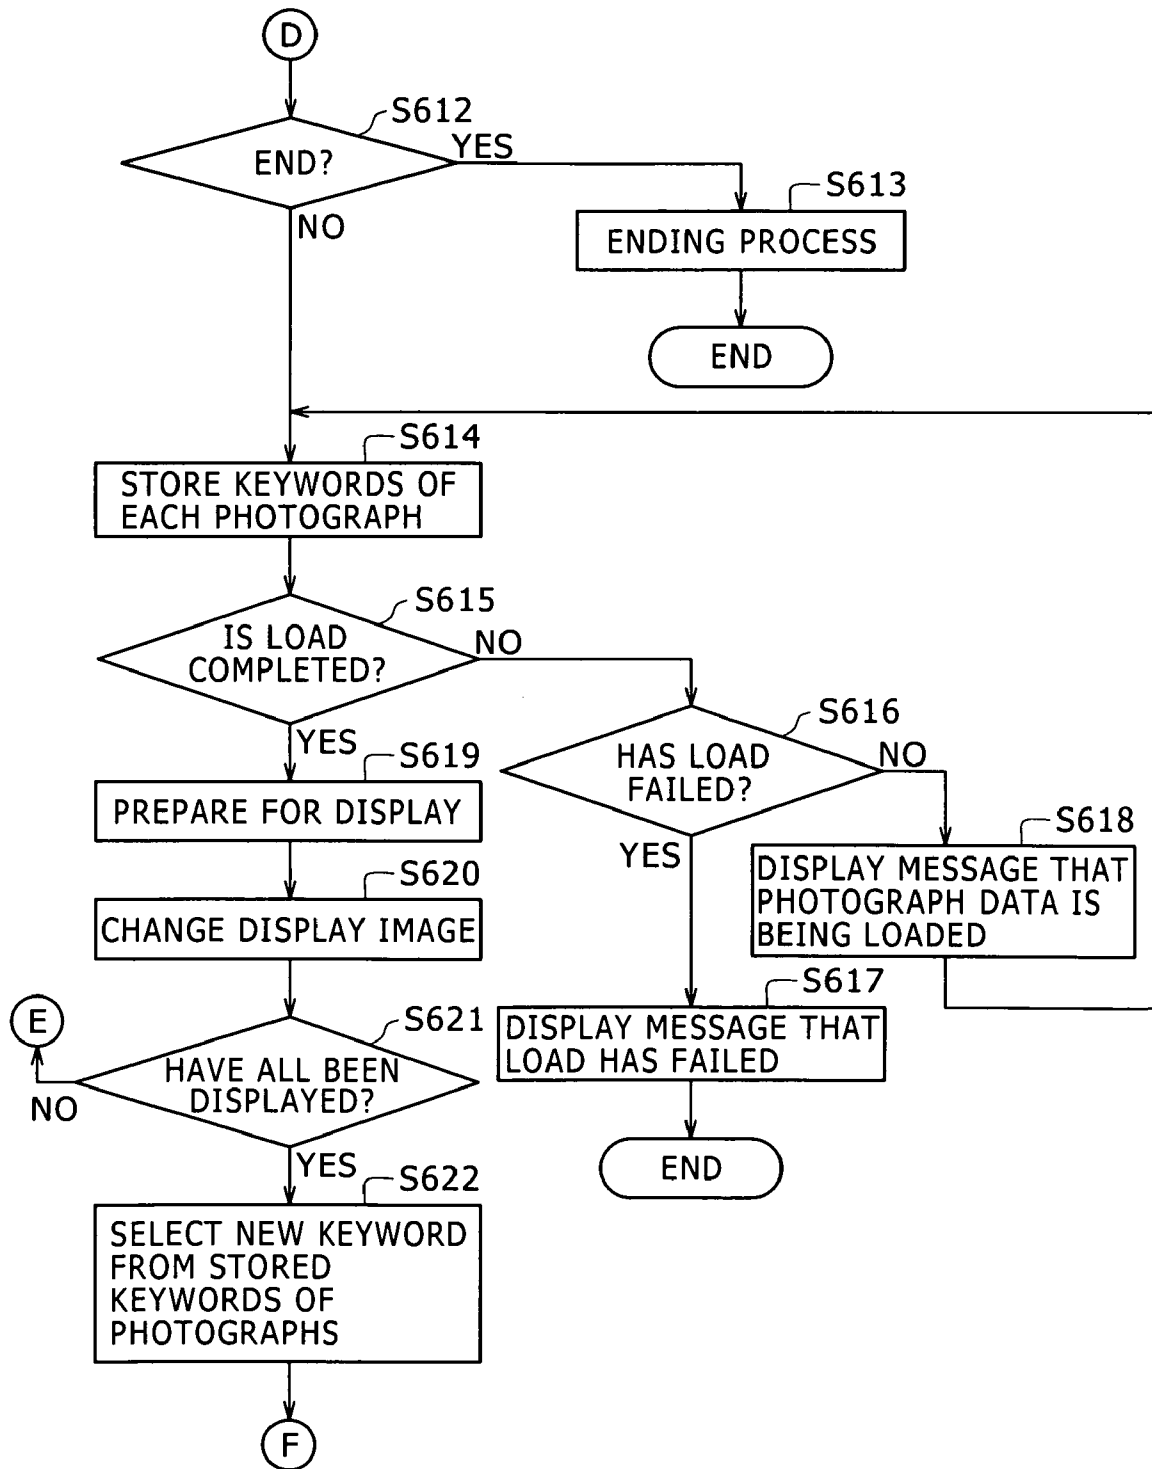 D
S612
END?
YES
NO
S613
ENDING PROCESS
END
S614
STORE KEYWORDS OF
EACH PHOTOGRAPH
S615
IS LOAD
COMPLETED?
NO
YES
S616
HAS LOAD
FAILED?
NO
YES
S618
DISPLAY MESSAGE THAT
PHOTOGRAPH DATA IS
BEING LOADED
S617
DISPLAY MESSAGE THAT
LOAD HAS FAILED
END
S619
PREPARE FOR DISPLAY
S620
CHANGE DISPLAY IMAGE
S621
HAVE ALL BEEN
DISPLAYED?
E
NO
YES
S622
SELECT NEW KEYWORD
FROM STORED
KEYWORDS OF
PHOTOGRAPHS
F